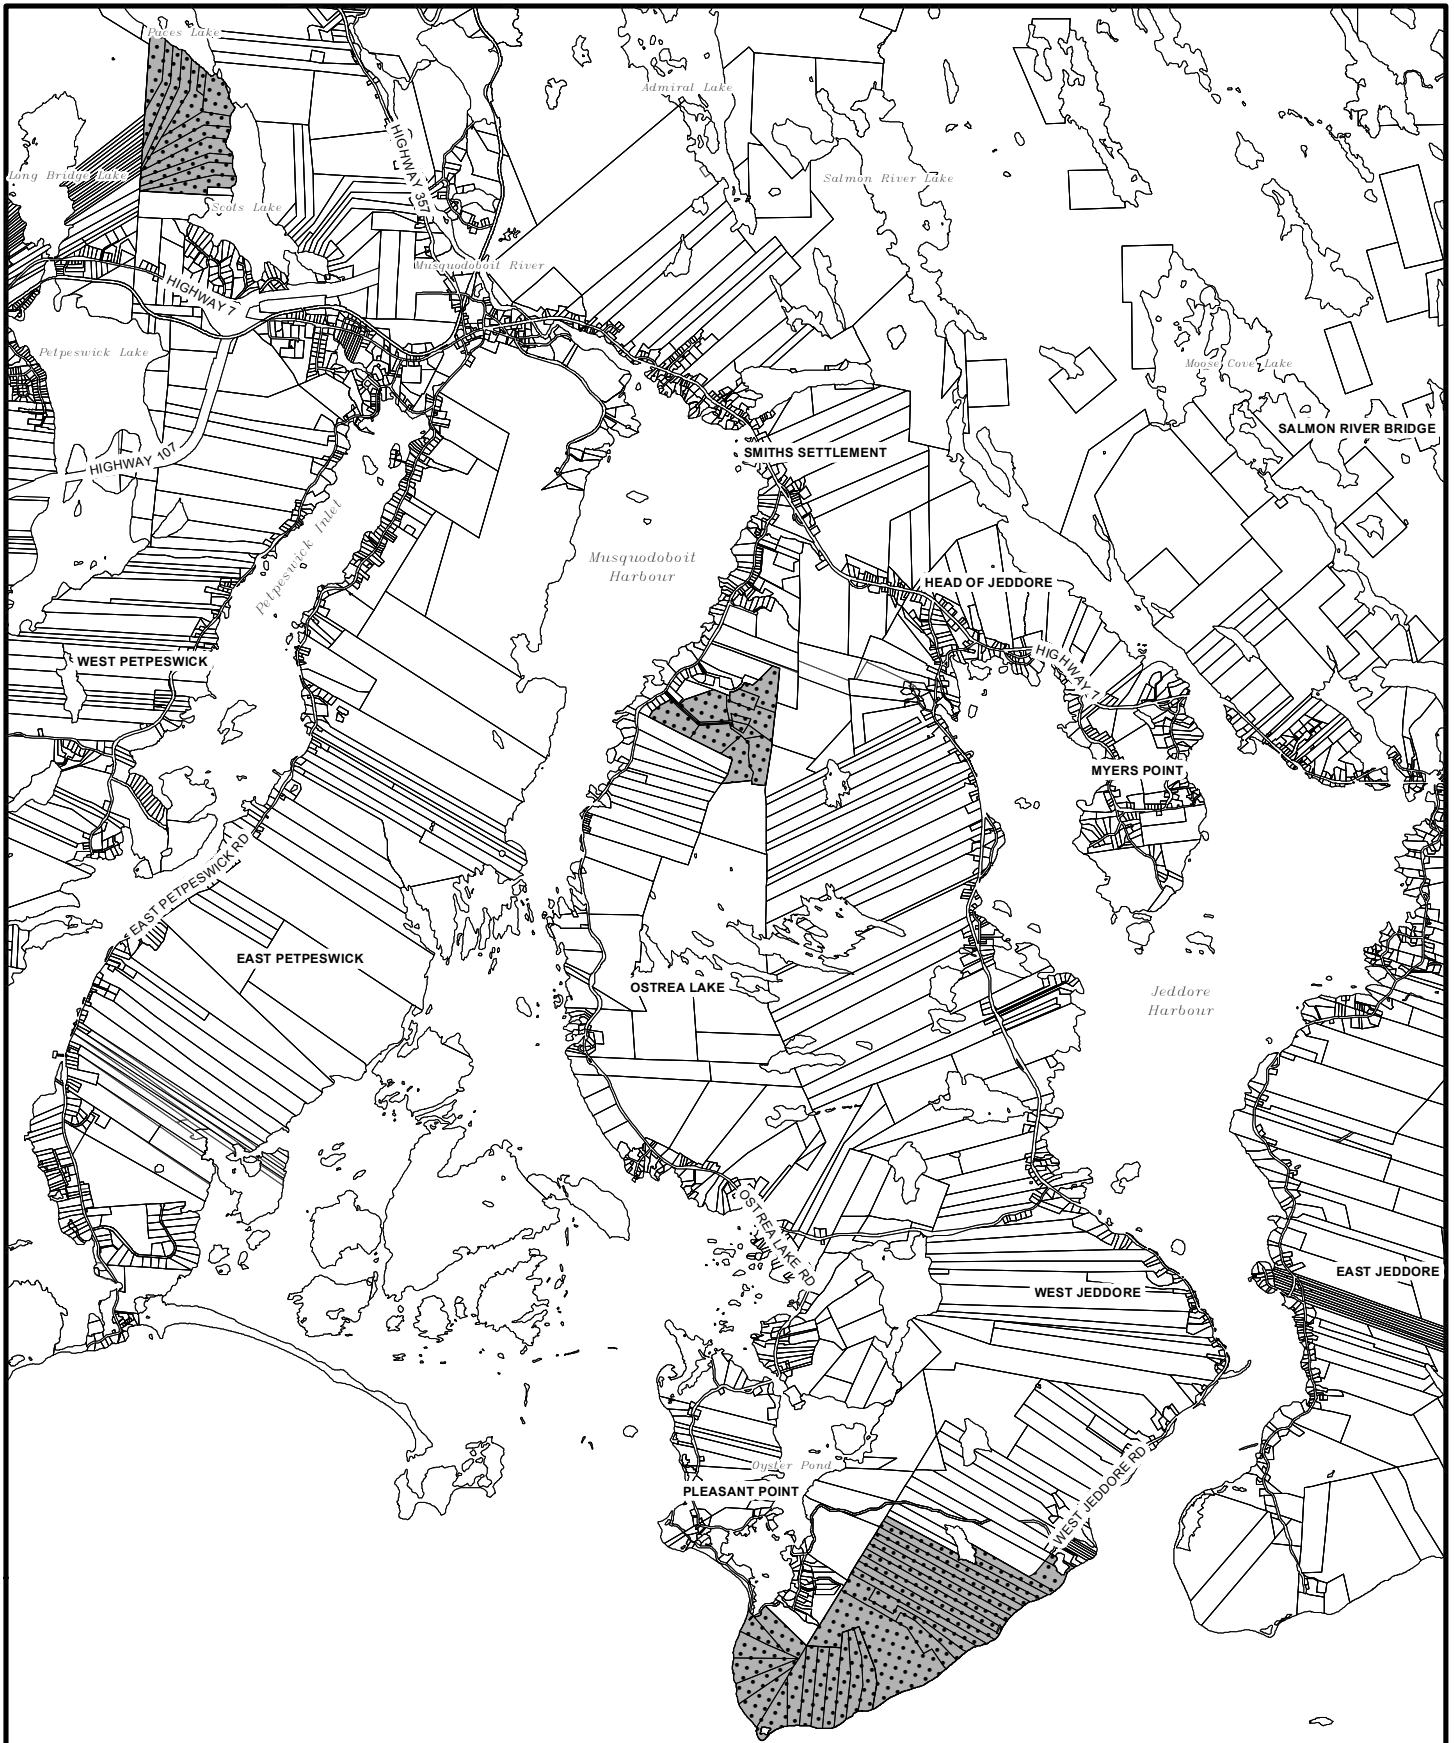 Paces Lake
Admiral Lake
HIGHWAY 357
Long Bridge Lake
Salmon River Lake
Scots Lake
Musquodoboit River
HIGHWAY 7
Petpeswick Lake
Moose Cove Lake
SALMON RIVER BRIDGE
HIGHWAY 107
SMITHS SETTLEMENT
Petpeswick Inlet
Musquodoboit
Harbour
HEAD OF JEDDORE
WEST PETPESWICK
HIGHWAY 7
MYERS POINT
EAST PETPESWICK RD
EAST PETPESWICK
OSTREA LAKE
Jeddore
Harbour
OSTREA LAKE RD
EAST JEDDORE
WEST JEDDORE
Oyster Pond
WEST JEDDORE RD
PLEASANT POINT